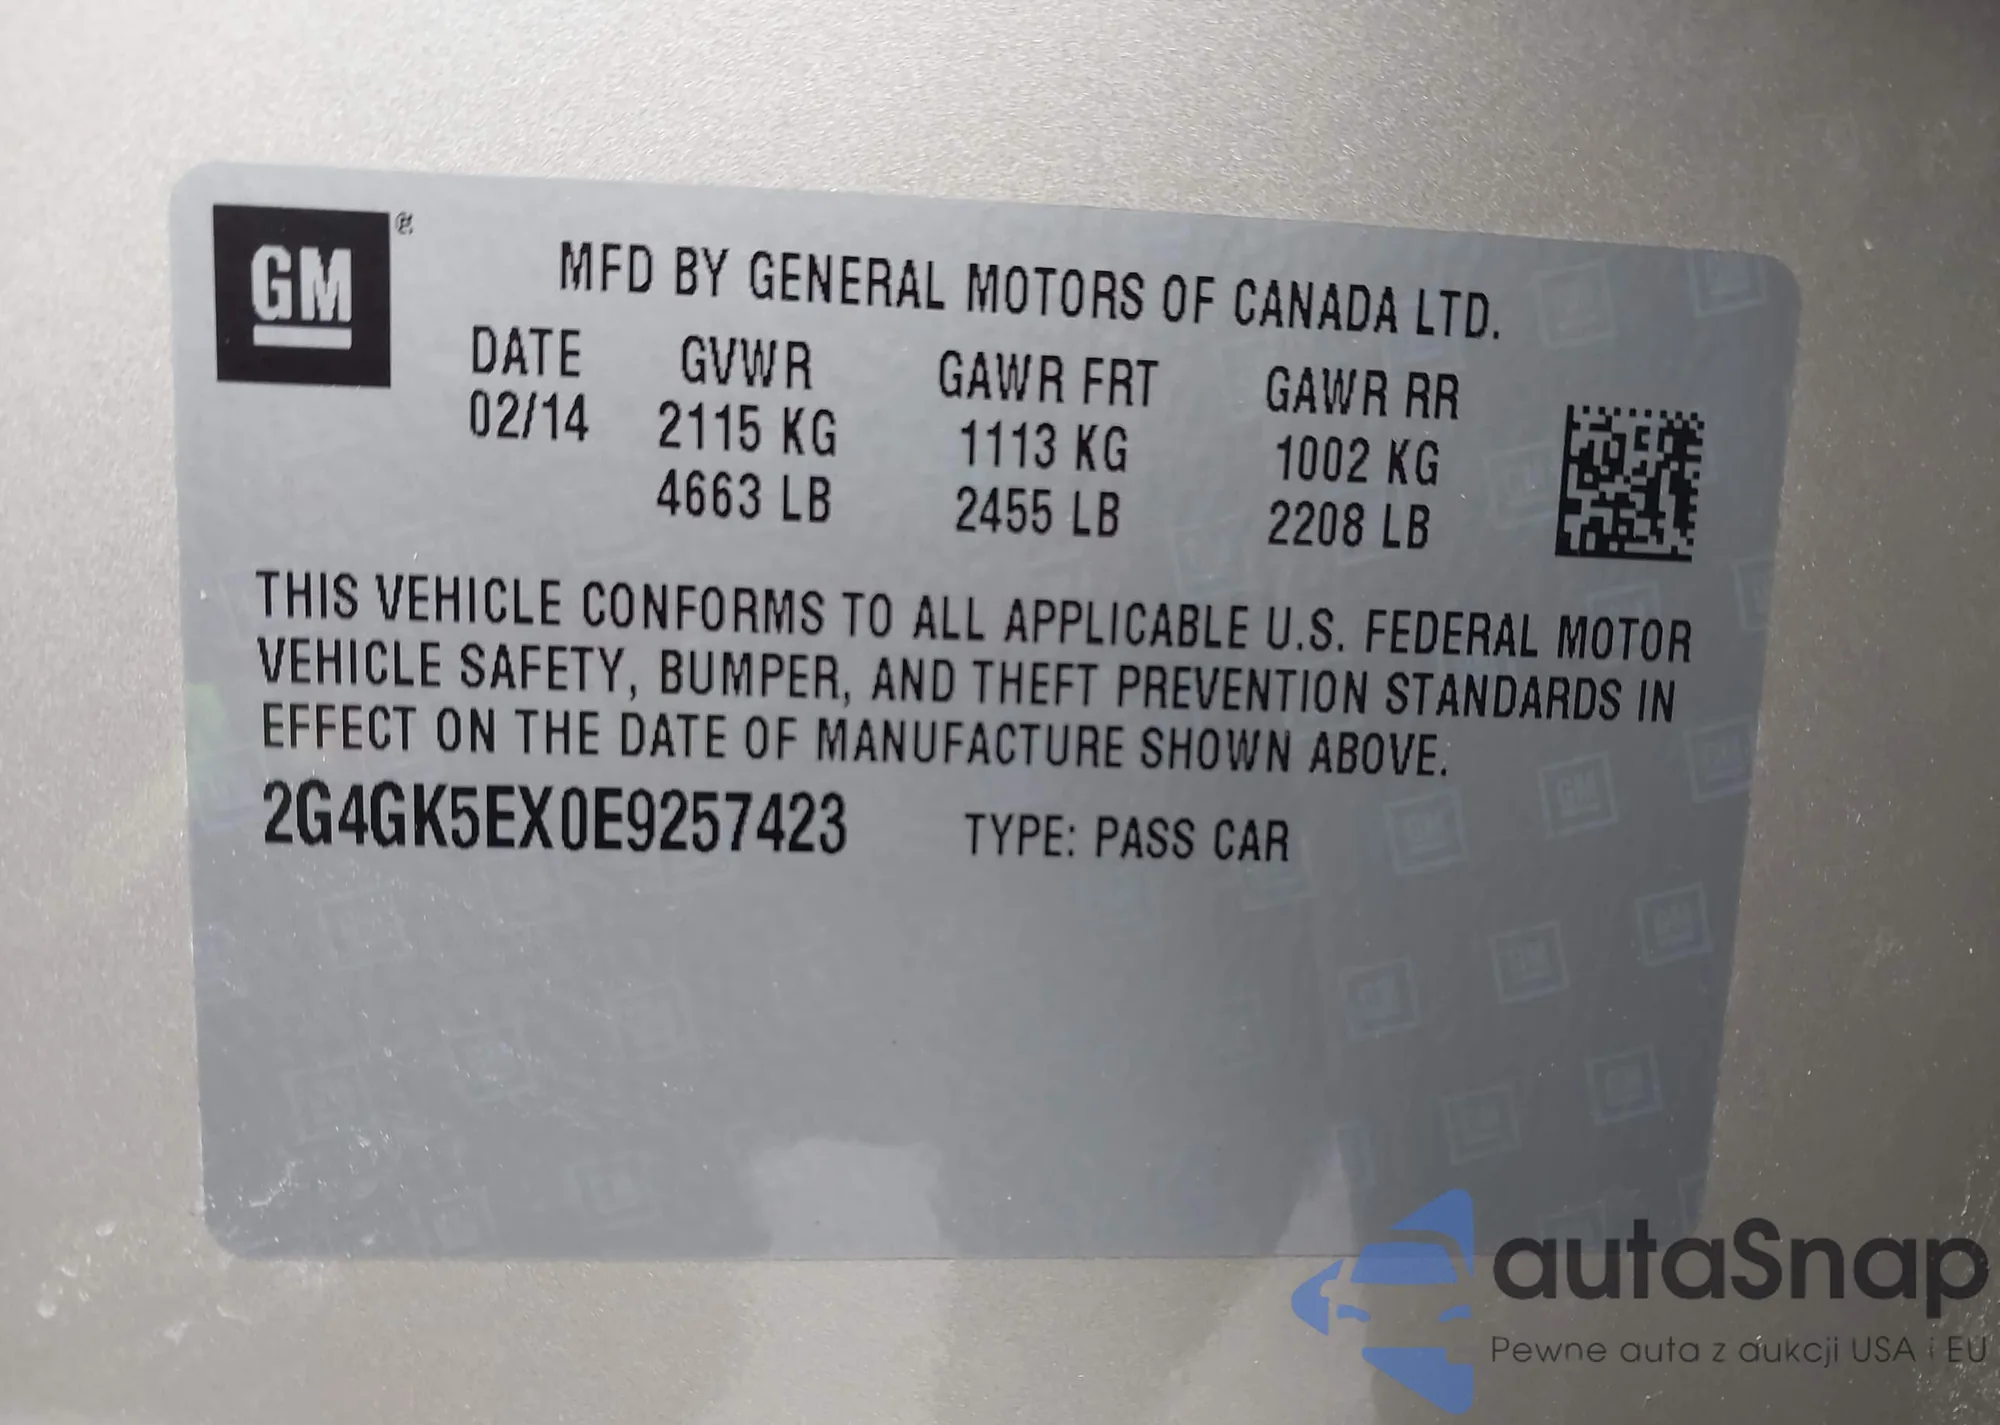 GM
MFD BY GENERAL MOTORS OF CANADA LTD.
DATE GVWR GAWR FRT GAWR RR
02/14 2115 KG 1113 KG 1002 KG
4663 LB 2455 LB 2208 LB
THIS VEHICLE CONFORMS TO ALL APPLICABLE U.S. FEDERAL MOTOR
VEHICLE SAFETY, BUMPER, AND THEFT PREVENTION STANDARDS IN
EFFECT ON THE DATE OF MANUFACTURE SHOWN ABOVE.
2G4GK5EX0E9257423 TYPE: PASS CAR
autaSnap
Pewne auta z aukcji USA i EU